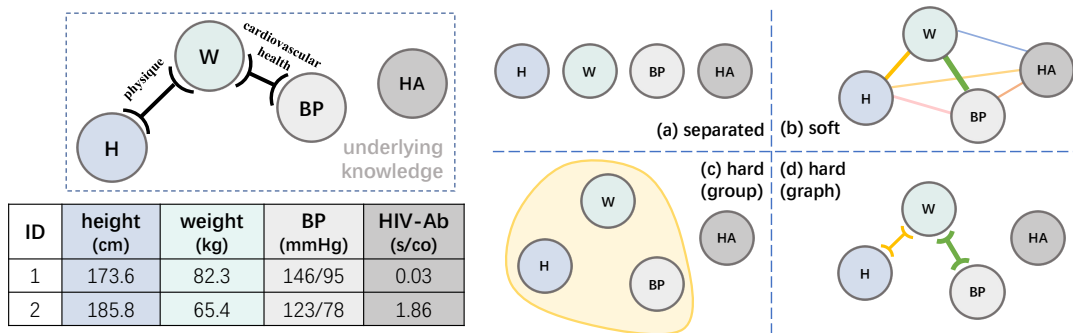 physique
cardiovascular
health
W
BP
HA
H
underlying
knowledge
ID height weight BP HIV-Ab
(cm) (kg) (mmHg) (s/co)
1 173.6 82.3 146/95 0.03
2 185.8 65.4 123/78 1.86
H W BP HA
(a) separated
W
HA
H
BP
(b) soft
(c) hard
(group)
W
HA
H
BP
(d) hard
(graph)
W
HA
H
BP